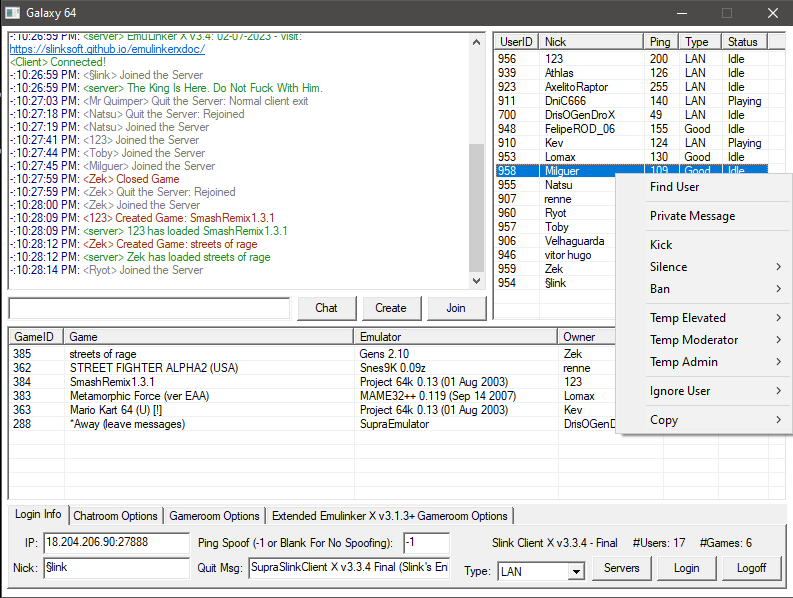 Galaxy 64
-:10:26:59 PM: <server> EmuLinker X v3.4: 02-07-2023 - visit:
https://slinksoft.github.io/emulinkerxdoc/
<Client> Connected!
-:10:26:59 PM: <§link> Joined the Server
-:10:26:59 PM: <server> The King Is Here. Do Not Fuck With Him.
-:10:27:03 PM: <Mr Quimper> Quit the Server: Normal client exit
-:10:27:18 PM: <Natsu> Quit the Server: Rejoined
-:10:27:19 PM: <Natsu> Joined the Server
-:10:27:41 PM: <123> Joined the Server
-:10:27:44 PM: <Toby> Joined the Server
-:10:27:45 PM: <Milguer> Joined the Server
-:10:27:59 PM: <Zek> Closed Game
-:10:27:59 PM: <Zek> Quit the Server: Rejoined
-:10:28:00 PM: <Zek> Joined the Server
-:10:28:09 PM: <123> Created Game: SmashRemix1.3.1
-:10:28:09 PM: <server> 123 has loaded SmashRemix1.3.1
-:10:28:12 PM: <Zek> Created Game: streets of rage
-:10:28:12 PM: <server> Zek has loaded streets of rage
-:10:28:14 PM: <Ryot> Joined the Server
Chat Create Join
UserID Nick Ping Type Status
956 123 200 LAN Idle
939 Athlas 126 LAN Idle
923 AxelitoRaptor 255 LAN Idle
911 DniC666 140 LAN Playing
700 DrisOGenDroX 49 LAN Idle
948 FelipeROD_06 155 Good Idle
910 Kev 124 LAN Playing
953 Lomax 130 Good Idle
958 Milguer 109 Good Idle
955 Natsu
907 renne
960 Ryot
957 Toby
906 Velhaguarda
946 vitor hugo
959 Zek
954 §link
Find User
Private Message
Kick
Silence
Ban
Temp Elevated
Temp Moderator
Temp Admin
Ignore User
Copy
GameID Game Emulator Owner
385 streets of rage Gens 2.10 Zek
362 STREET FIGHTER ALPHA2 (USA) Snes9K 0.09z renne
384 SmashRemix1.3.1 Project 64k 0.13 (01 Aug 2003) 123
383 Metamorphic Force (ver EAA) MAME32++ 0.119 (Sep 14 2007) Lomax
363 Mario Kart 64 (U) [!] Project 64k 0.13 (01 Aug 2003) Kev
288 *Away (leave messages) SupraEmulator DrisOGenD
Login Info Chatroom Options Gameroom Options Extended Emulinker X v3.1.3+ Gameroom Options
IP: 18.204.206.90:27888 Ping Spoof (-1 or Blank For No Spoofing): -1 Slink Client X v3.3.4 - Final #Users: 17 #Games: 6
Nick: §link Quit Msg: SupraSlinkClient X v3.3.4 Final (Slink's En Type: LAN Servers Login Logoff